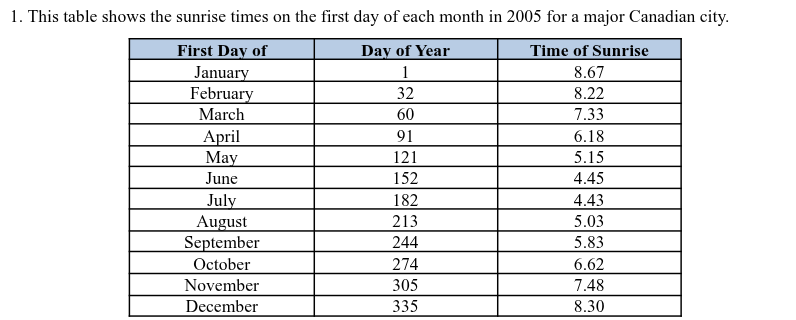 1. This table shows the sunrise times on the first day of each month in 2005 for a major Canadian city.
First Day of Day of Year Time of Sunrise
January 1 8.67
February 32 8.22
March 60 7.33
April 91 6.18
May 121 5.15
June 152 4.45
July 182 4.43
August 213 5.03
September 244 5.83
October 274 6.62
November 305 7.48
December 335 8.30